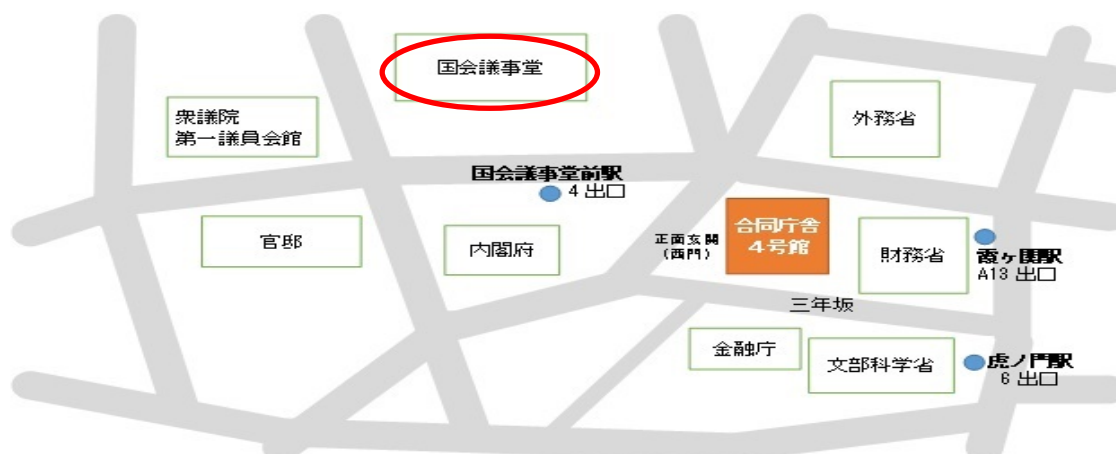 国会議事堂
衆議院
第一議員会館
外務省
国会議事堂前駅
4 出口
官邸
内閣府
正面玄関
(西門)
合同庁舎
4号館
財務省
霞ヶ関駅
A13 出口
三年坂
金融庁
文部科学省
虎ノ門駅
6 出口